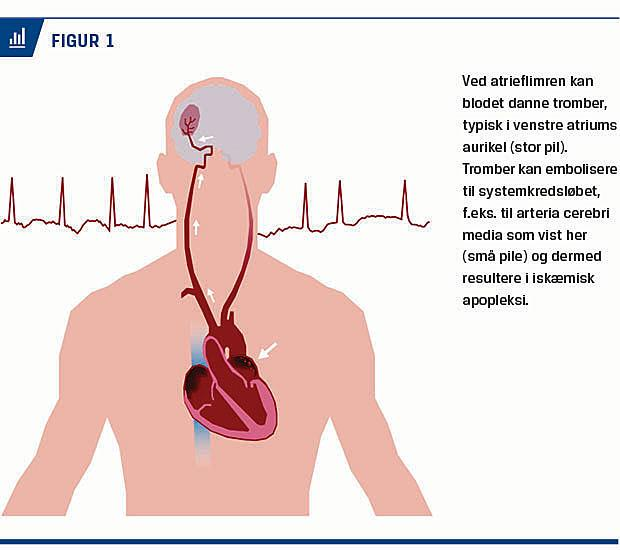 FIGUR 1
Ved atrieflimren kan
blodet danne tromber,
typisk i venstre atriums
aurikel (stor pil).
Tromber kan embolisere
til systemkredsløbet,
f.eks. til arteria cerebri
media som vist her
(små pile) og dermed
resultere i iskæmisk
apopleksi.